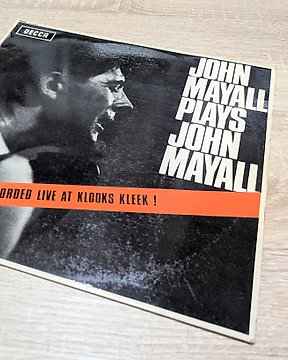 DECCA
JOHN
MAYALL
PLAYS
JOHN
MAYALL
ORDED LIVE AT KLOOKS KLEEK !